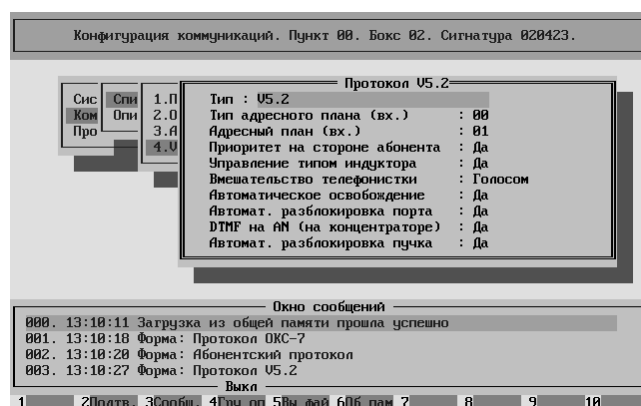 Конфигурация коммуникаций. Пункт 00. Бокс 02. Сигнатура 020423.
Протокол V5.2
Сис Спи 1.П Тип : V5.2
Тип адресного плана (вх.) : 00
Ком Опи 2.О Адресный план (вх.) : 01
Про 3.А Приоритет на стороне абонента : Да
4.V Управление типом индуктора : Да
Вмешательство телефонистки : Голосом
Автоматическое освобождение : Да
Автомат. разблокировка порта : Да
DTMF на AN (на концентраторе) : Да
Автомат. разблокировка пучка : Да
Окно сообщений
000. 13:10:11 Загрузка из общей памяти прошла успешно
001. 13:10:18 Форма: Протокол ОКС-7
002. 13:10:20 Форма: Абонентский протокол
003. 13:10:27 Форма: Протокол V5.2
Выкл
1 2Подтв. 3Сообщ. 4Гру оп 5Вы фай 6Об пам 7 8 9 10